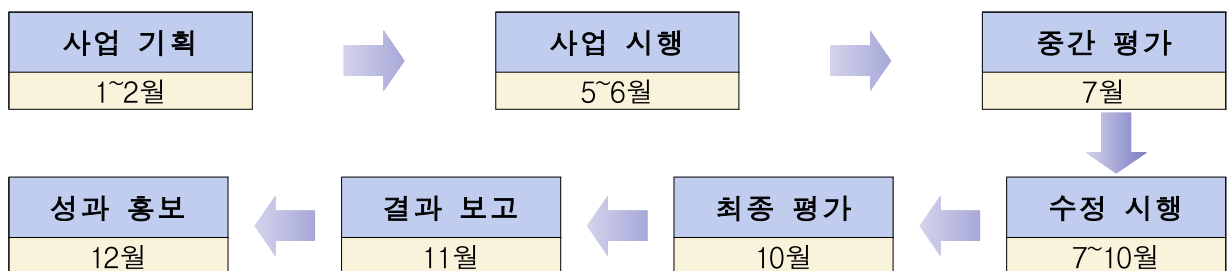 사업 기획
1~2월
사업 시행
5~6월
중간 평가
7월
수정 시행
7~10월
최종 평가
10월
결과 보고
11월
성과 홍보
12월